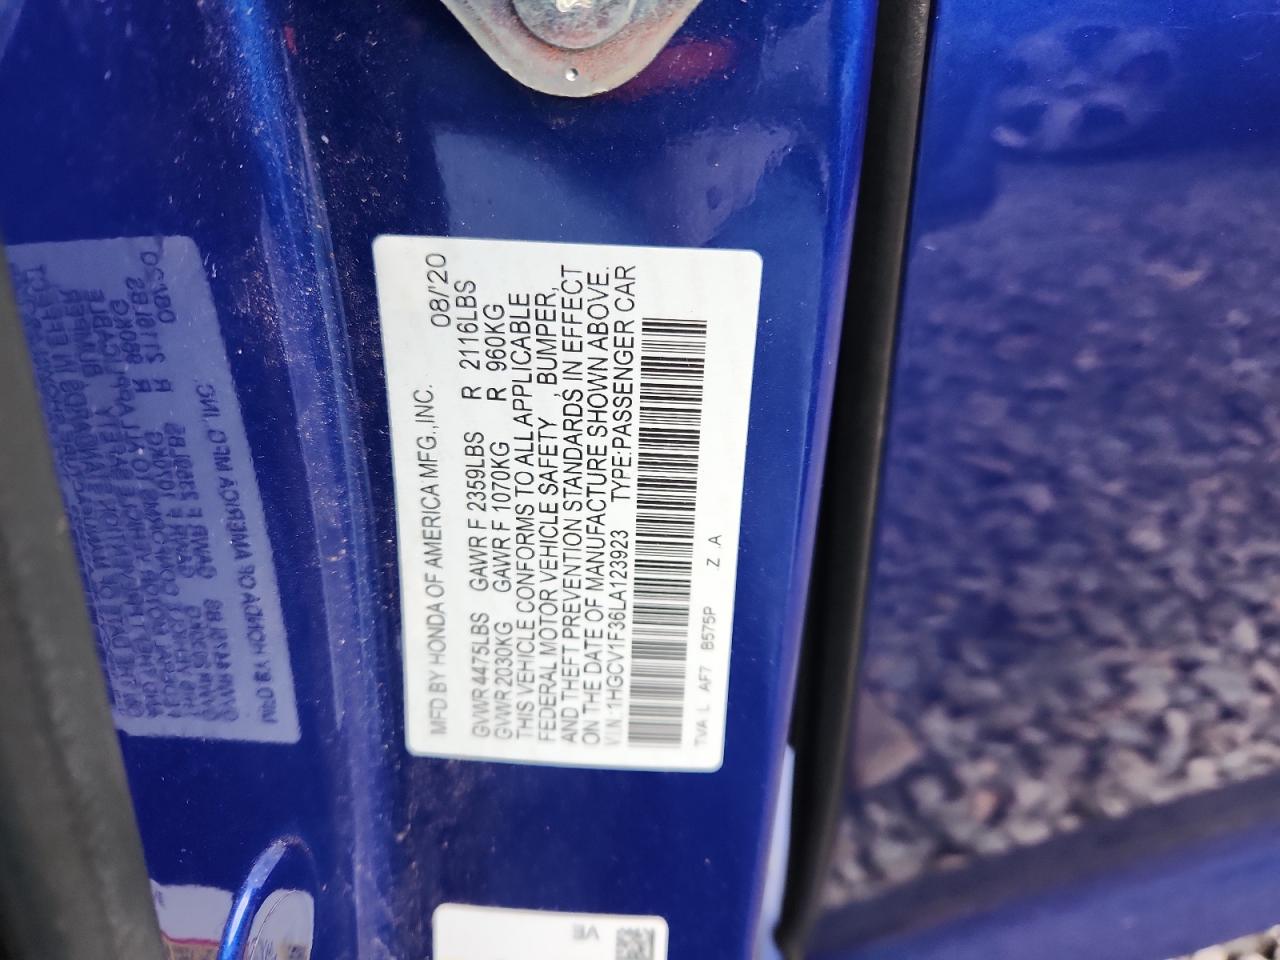 MFD BY HONDA OF AMERICA MFG.,INC. 08/'20
GVWR 4475LBS GAWR F 2359LBS R 2116LBS
GVWR 2030KG GAWR F 1070KG R 960KG
THIS VEHICLE CONFORMS TO ALL APPLICABLE
FEDERAL MOTOR VEHICLE SAFETY , BUMPER,
AND THEFT PREVENTION STANDARDS IN EFFECT
ON THE DATE OF MANUFACTURE SHOWN ABOVE.
V.I.N.:1HGCV1F36LA123923 TYPE:PASSENGER CAR
TVA L AF7 B575P Z .A